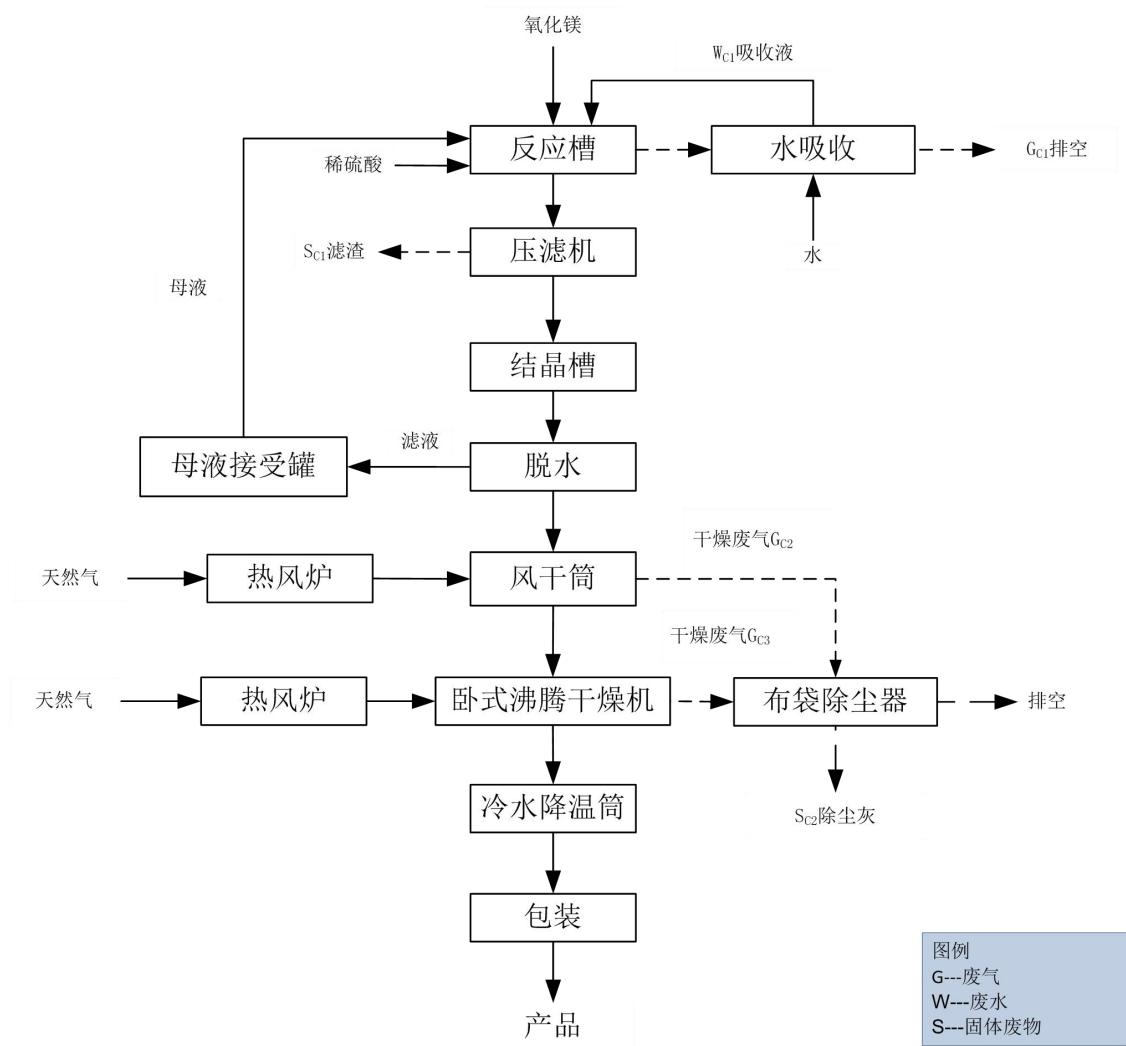 氧化镁
W_C1吸收液
反应槽
水吸收
G_C1排空
稀硫酸
水
压滤机
S_C1滤渣
母液
结晶槽
滤液
母液接受罐
脱水
干燥废气G_C2
天然气
热风炉
风干筒
干燥废气G_C3
天然气
热风炉
卧式沸腾干燥机
布袋除尘器
排空
冷水降温筒
S_C2除尘灰
包装
产品
图例
G---废气
W---废水
S---固体废物